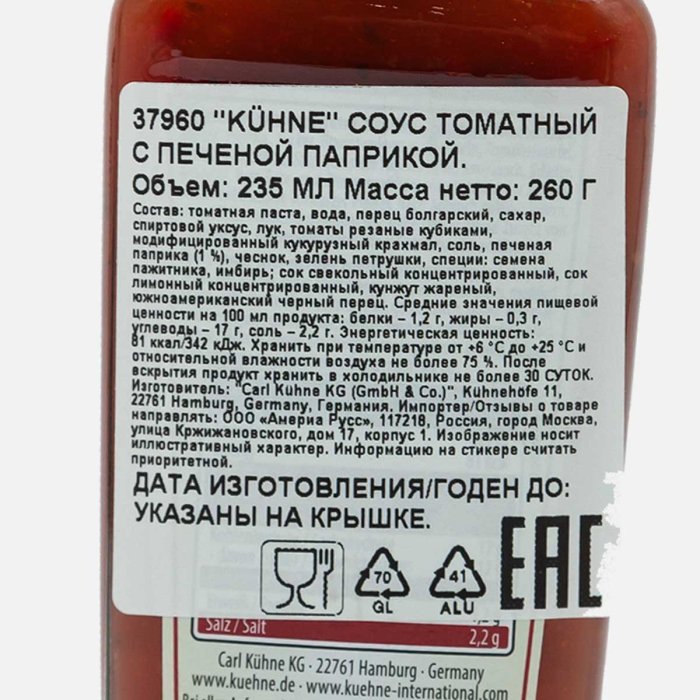 37960 "KÜHNE" СОУС ТОМАТНЫЙ
С ПЕЧЕНОЙ ПАПРИКОЙ.
Объем: 235 МЛ Масса нетто: 260 Г
Состав: томатная паста, вода, перец болгарский, сахар,
спиртовой уксус, лук, томаты резаные кубиками,
модифицированный кукурузный крахмал, соль, печеная
паприка (1 %), чеснок, зелень петрушки, специи: семена
пажитника, имбирь; сок свекольный концентрированный, сок
лимонный концентрированный, кунжут жареный,
южноамериканский черный перец. Средние значения пищевой
ценности на 100 мл продукта: белки – 1,2 г, жиры – 0,3 г,
углеводы – 17 г, соль – 2,2 г. Энергетическая ценность:
81 ккал/342 кДж. Хранить при температуре от +6 °С до +25 °С и
относительной влажности воздуха не более 75 %. После
вскрытия продукт хранить в холодильнике не более 30 СУТОК.
Изготовитель: "Carl Kühne KG (GmbH & Co.)", Kühnehöfe 11,
22761 Hamburg, Germany, Германия. Импортер/Отзывы о товаре
направлять: ООО «Америа Русс», 117218, Россия, город Москва,
улица Кржижановского, дом 17, корпус 1. Изображение носит
иллюстративный характер. Информацию на стикере считать
приоритетной.
ДАТА ИЗГОТОВЛЕНИЯ/ГОДЕН ДО:
УКАЗАНЫ НА КРЫШКЕ.
EAC
70 41
GL ALU
Salz / Salt
2,2 g
Carl Kühne KG · 22761 Hamburg · Germany
www.kuehne.de · www.kuehne-international.com